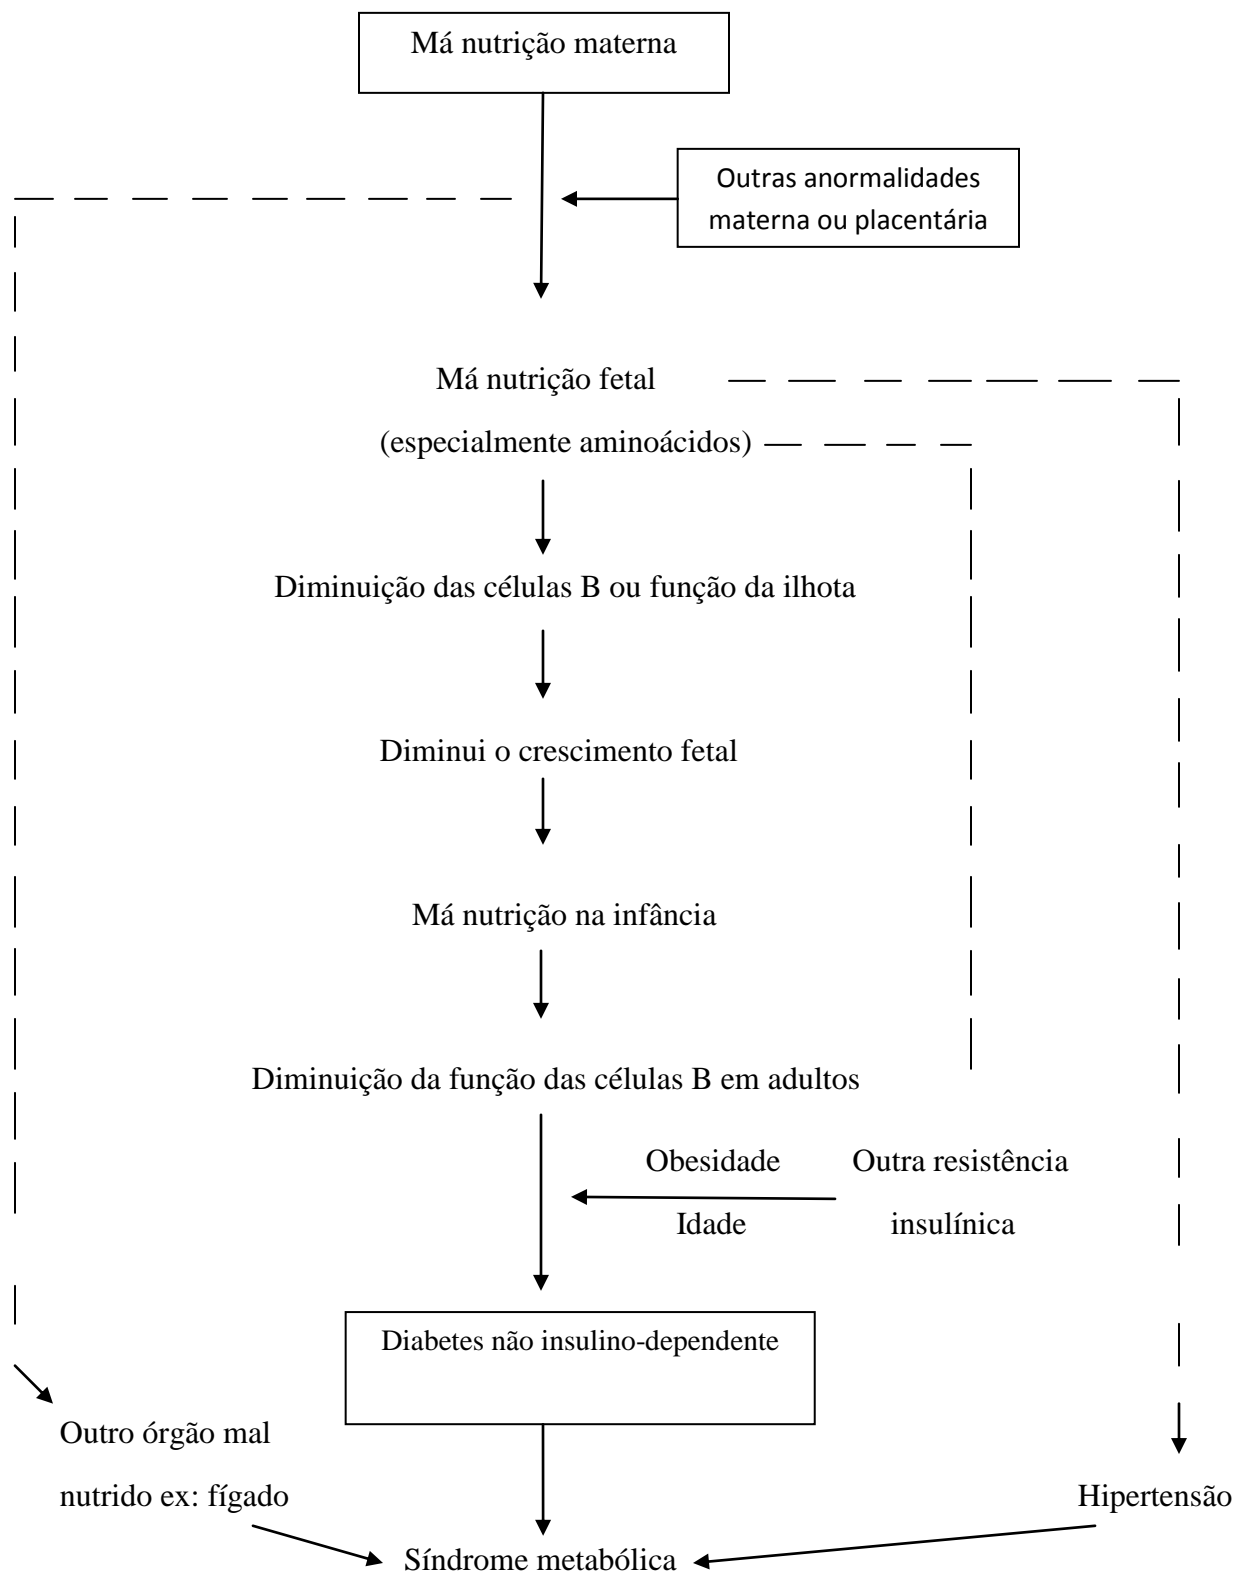 Má nutrição materna
Outras anormalidades
materna ou placentária
Má nutrição fetal
(especialmente aminoácidos)
Diminuição das células B ou função da ilhota
Diminui o crescimento fetal
Má nutrição na infância
Diminuição da função das células B em adultos
Obesidade
Idade
Outra resistência
insulínica
Diabetes não insulino-dependente
Outro órgão mal
nutrido ex: fígado
Hipertensão
Síndrome metabólica